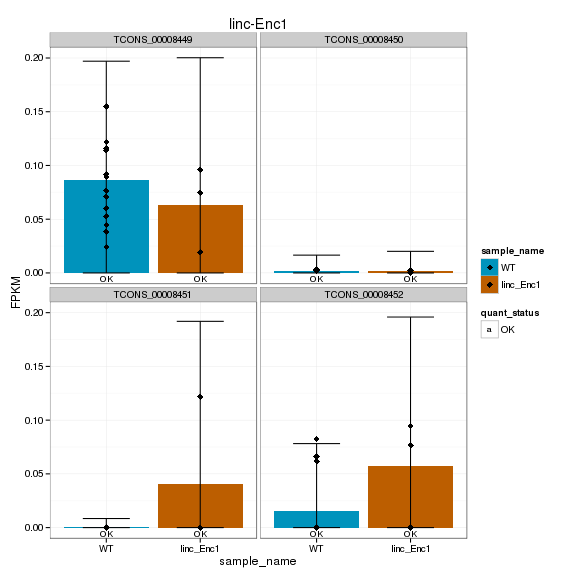 linc-Enc1
TCONS_00008449 TCONS_00008450
0.20
0.15
0.10
0.05
0.00
OK OK OK OK
FPKM
TCONS_00008451 TCONS_00008452
0.20
0.15
0.10
0.05
0.00
OK OK OK OK
WT linc_Enc1 WT linc_Enc1
sample_name
sample_name
WT
linc_Enc1
quant_status
a OK